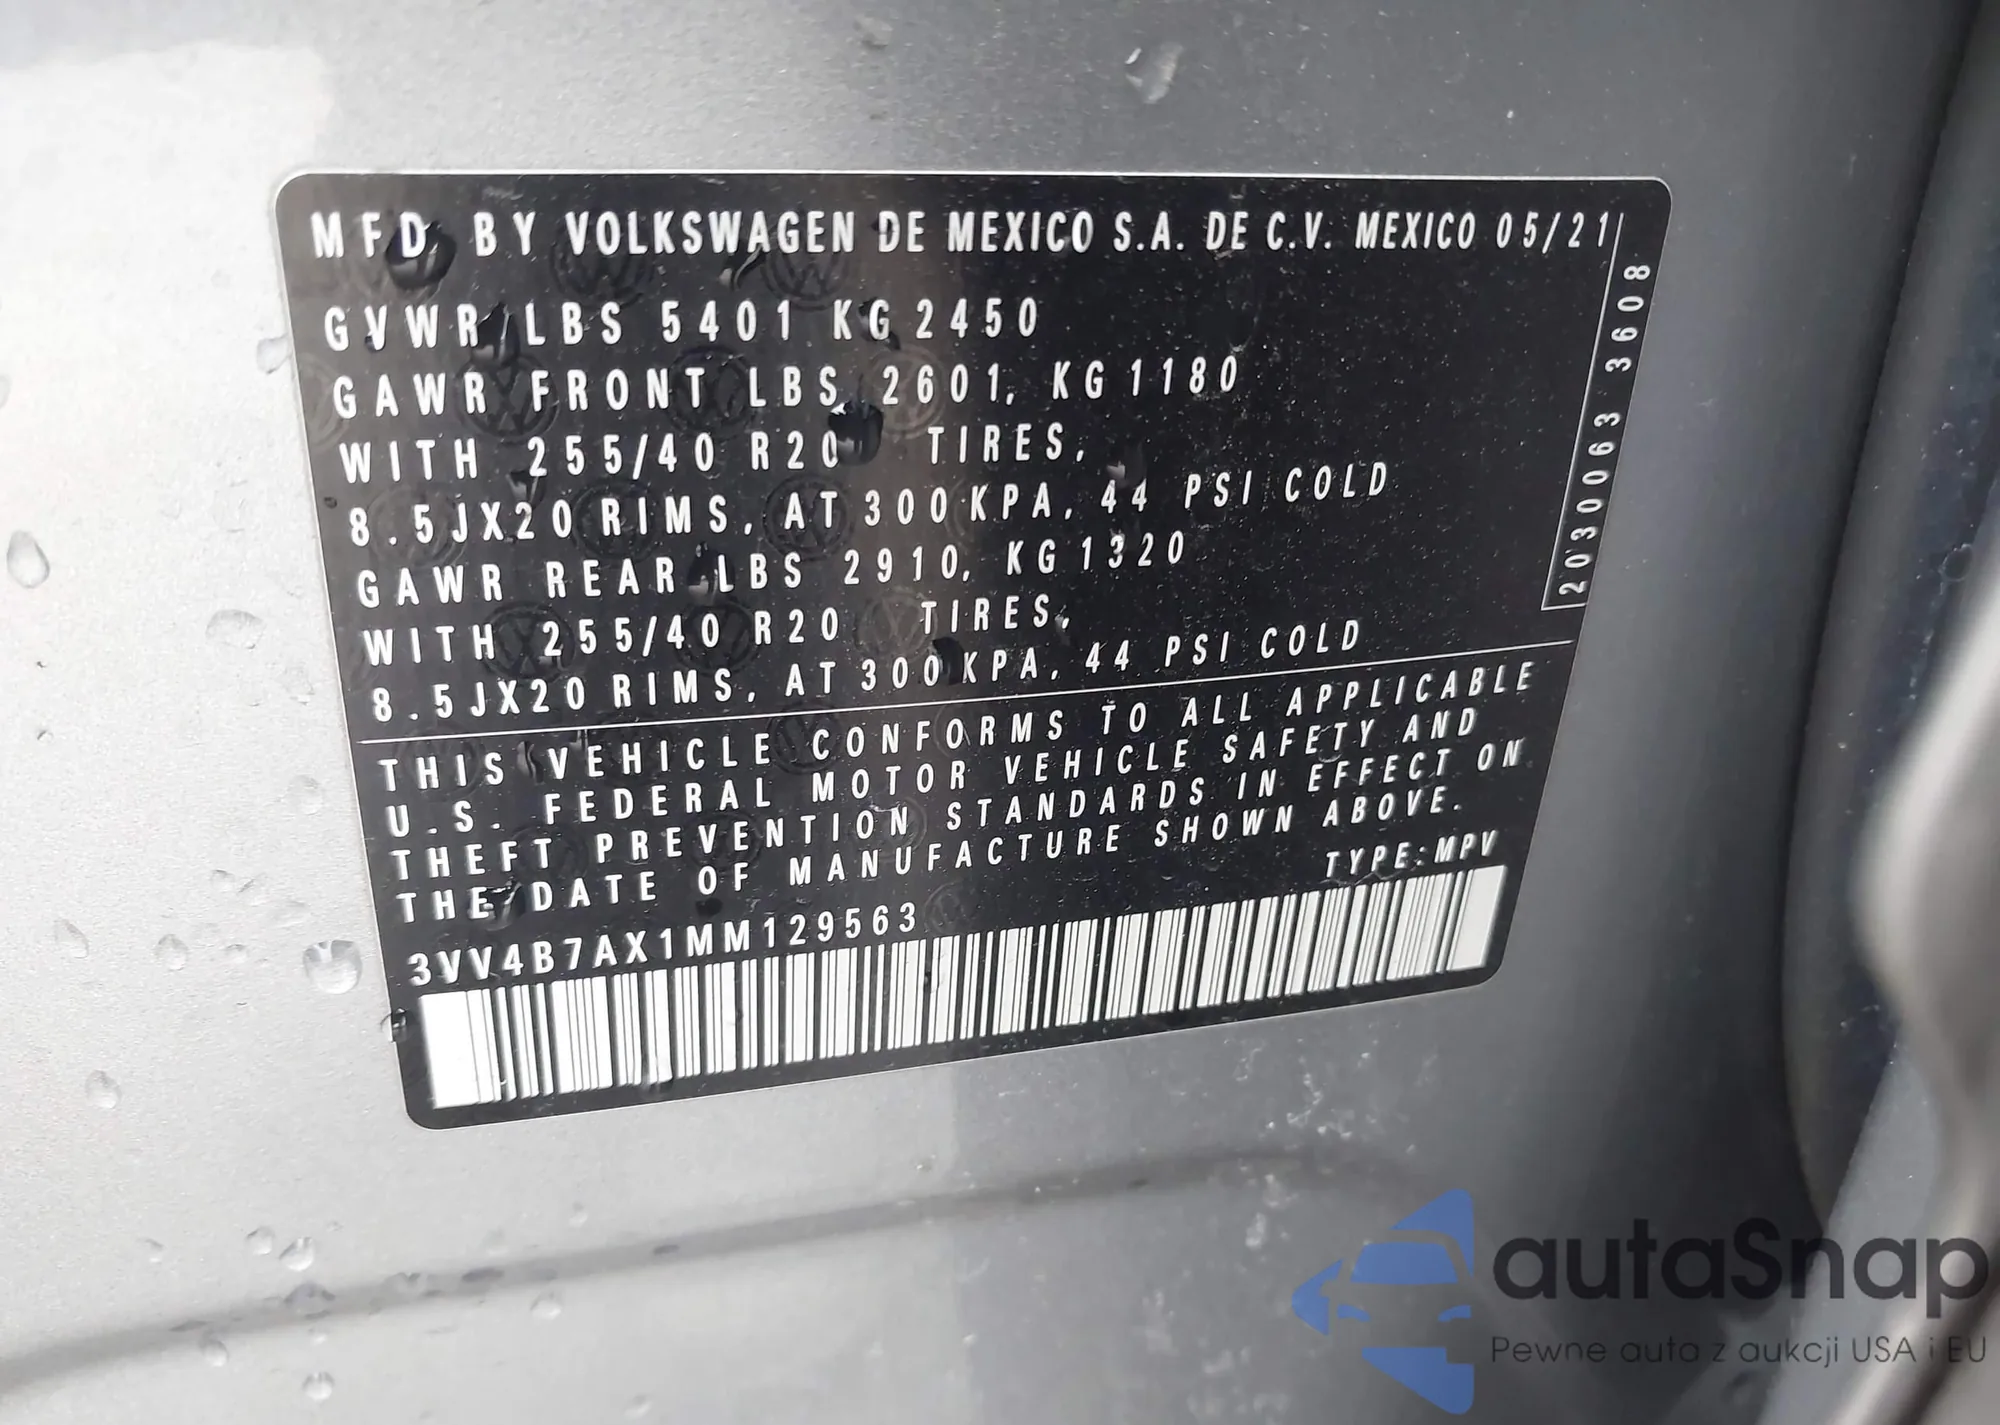 MFD. BY VOLKSWAGEN DE MEXICO S.A. DE C.V. MEXICO 05/21
GVWR LBS 5401 KG 2450
GAWR FRONT LBS 2601, KG 1180
WITH 255/40 R20 TIRES,
8.5JX20 RIMS, AT 300 KPA, 44 PSI COLD
GAWR REAR LBS 2910, KG 1320
WITH 255/40 R20 TIRES,
8.5JX20 RIMS, AT 300 KPA, 44 PSI COLD
2030063 3608
THIS VEHICLE CONFORMS TO ALL APPLICABLE
U.S. FEDERAL MOTOR VEHICLE SAFETY AND
THEFT PREVENTION STANDARDS IN EFFECT ON
THE DATE OF MANUFACTURE SHOWN ABOVE.
TYPE:MPV
3VV4B7AX1MM129563
autaSnap
Pewne auta z aukcji USA i EU